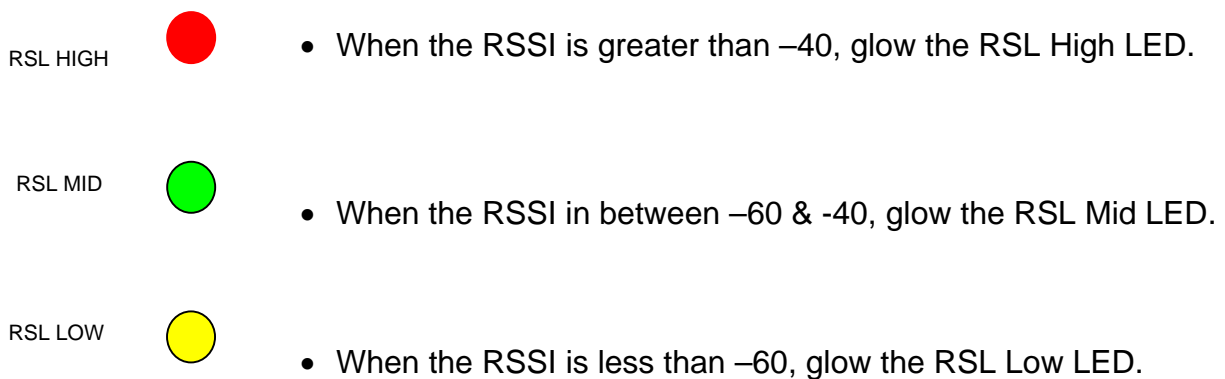 RSL HIGH
• When the RSSI is greater than –40, glow the RSL High LED.
RSL MID
• When the RSSI in between –60 & -40, glow the RSL Mid LED.
RSL LOW
• When the RSSI is less than –60, glow the RSL Low LED.